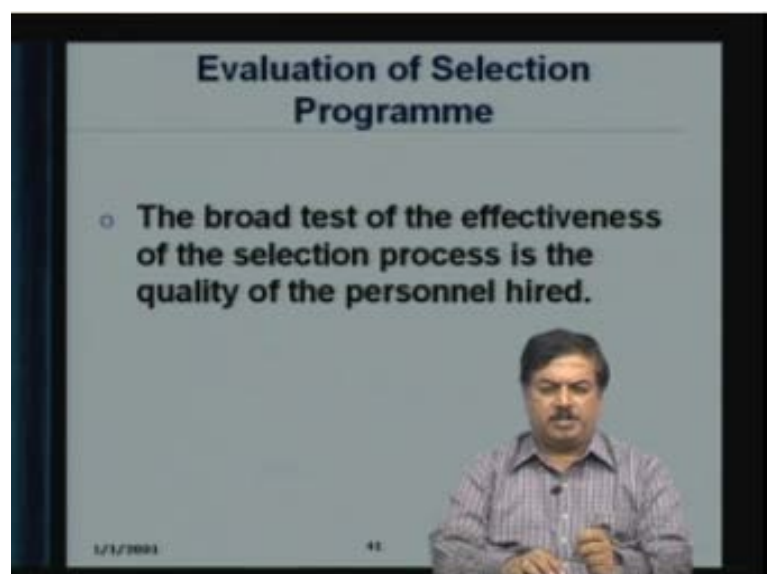 Evaluation of Selection
Programme
o The broad test of the effectiveness
of the selection process is the
quality of the personnel hired.
41